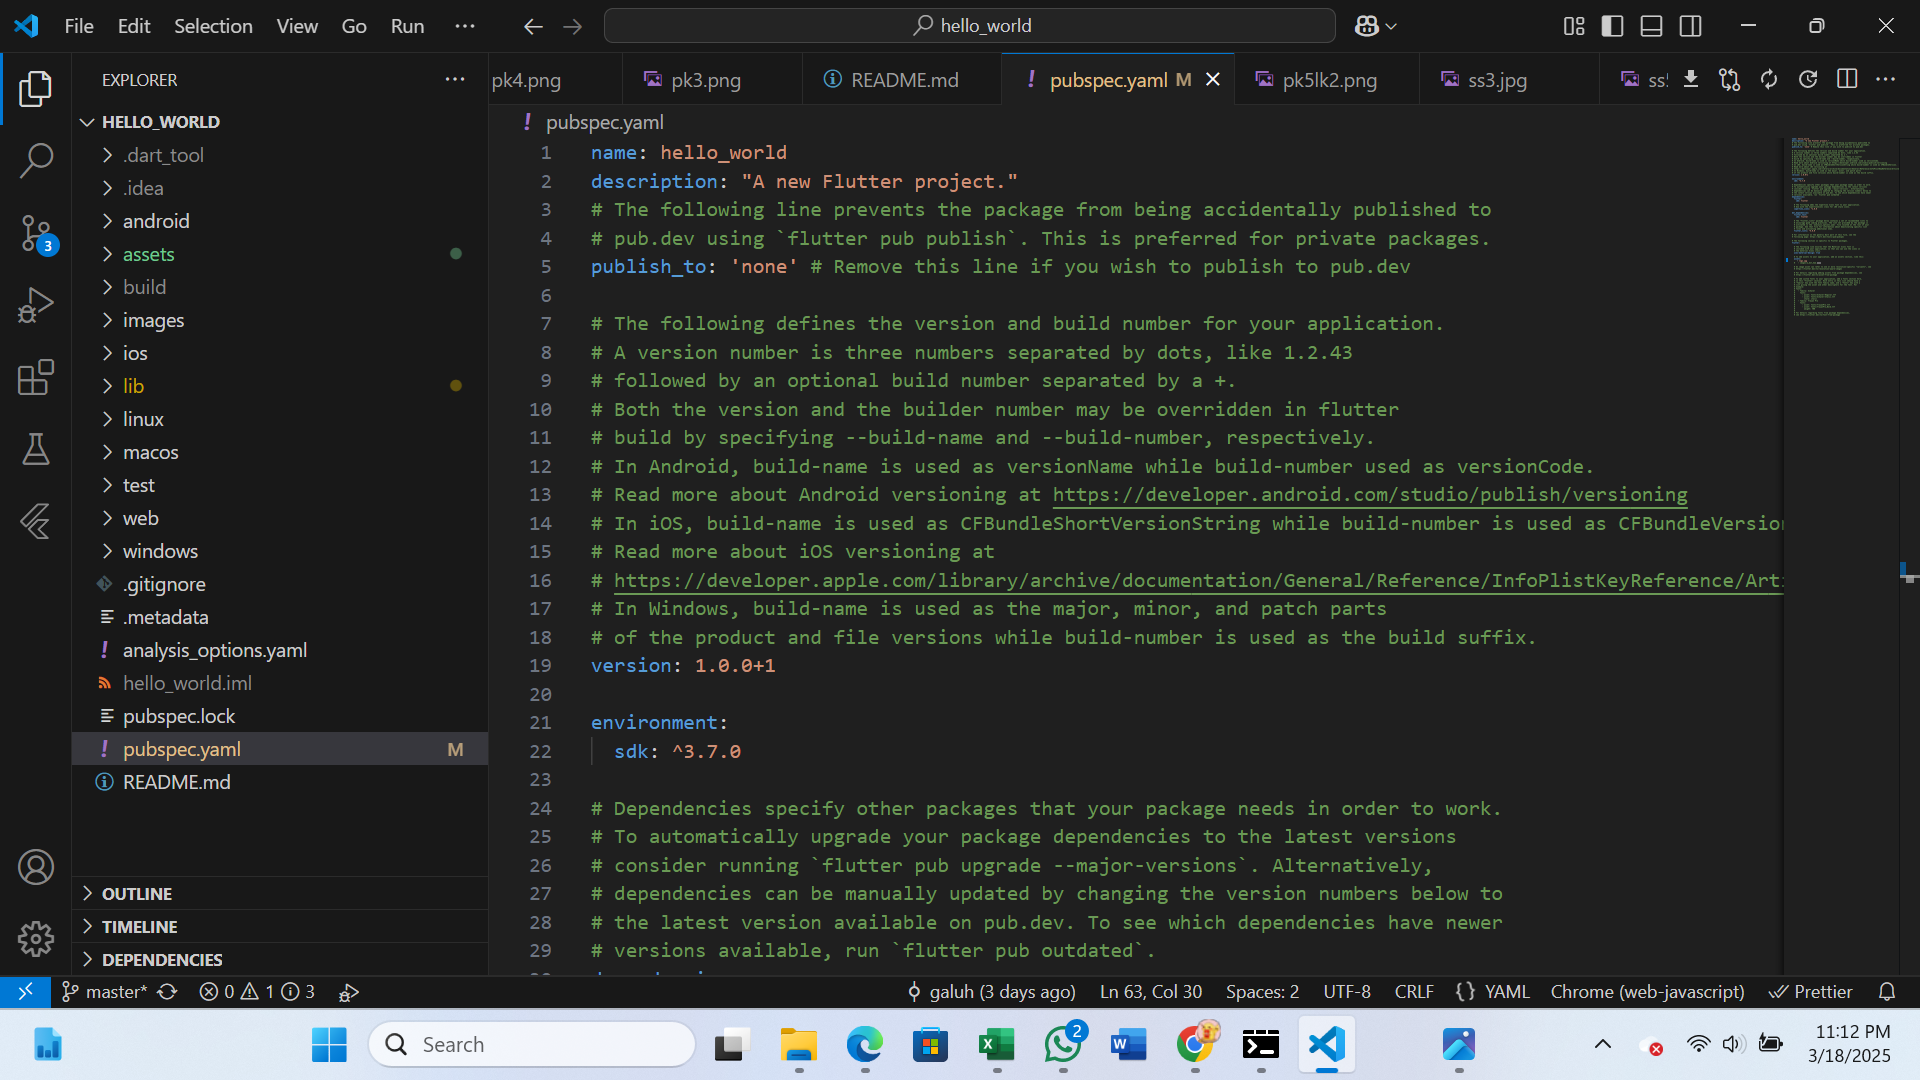 File Edit Selection View Go Run ... hello_world
EXPLORER ...
pk4.png pk3.png README.md pubspec.yaml M pk5lk2.png ss3.jpg
HELLO_WORLD
.dart_tool
.idea
android
assets
build
images
ios
lib
linux
macos
test
web
windows
.gitignore
.metadata
analysis_options.yaml
hello_world.iml
pubspec.lock
pubspec.yaml M
README.md
OUTLINE
TIMELINE
DEPENDENCIES
3
pubspec.yaml
1 name: hello_world
2 description: "A new Flutter project."
3 # The following line prevents the package from being accidentally published to
4 # pub.dev using `flutter pub publish`. This is preferred for private packages.
5 publish_to: 'none' # Remove this line if you wish to publish to pub.dev
6
7 # The following defines the version and build number for your application.
8 # A version number is three numbers separated by dots, like 1.2.43
9 # followed by an optional build number separated by a +.
10 # Both the version and the builder number may be overridden in flutter
11 # build by specifying --build-name and --build-number, respectively.
12 # In Android, build-name is used as versionName while build-number used as versionCode.
13 # Read more about Android versioning at https://developer.android.com/studio/publish/versioning
14 # In iOS, build-name is used as CFBundleShortVersionString while build-number is used as CFBundleVersion
15 # Read more about iOS versioning at
16 # https://developer.apple.com/library/archive/documentation/General/Reference/InfoPlistKeyReference/Art
17 # In Windows, build-name is used as the major, minor, and patch parts
18 # of the product and file versions while build-number is used as the build suffix.
19 version: 1.0.0+1
20
21 environment:
22 sdk: ^3.7.0
23
24 # Dependencies specify other packages that your package needs in order to work.
25 # To automatically upgrade your package dependencies to the latest versions
26 # consider running `flutter pub upgrade --major-versions`. Alternatively,
27 # dependencies can be manually updated by changing the version numbers below to
28 # the latest version available on pub.dev. To see which dependencies have newer
29 # versions available, run `flutter pub outdated`.
master* 0 1 3 galuh (3 days ago) Ln 63, Col 30 Spaces: 2 UTF-8 CRLF {} YAML Chrome (web-javascript) Prettier
Search 2 11:12 PM
3/18/2025